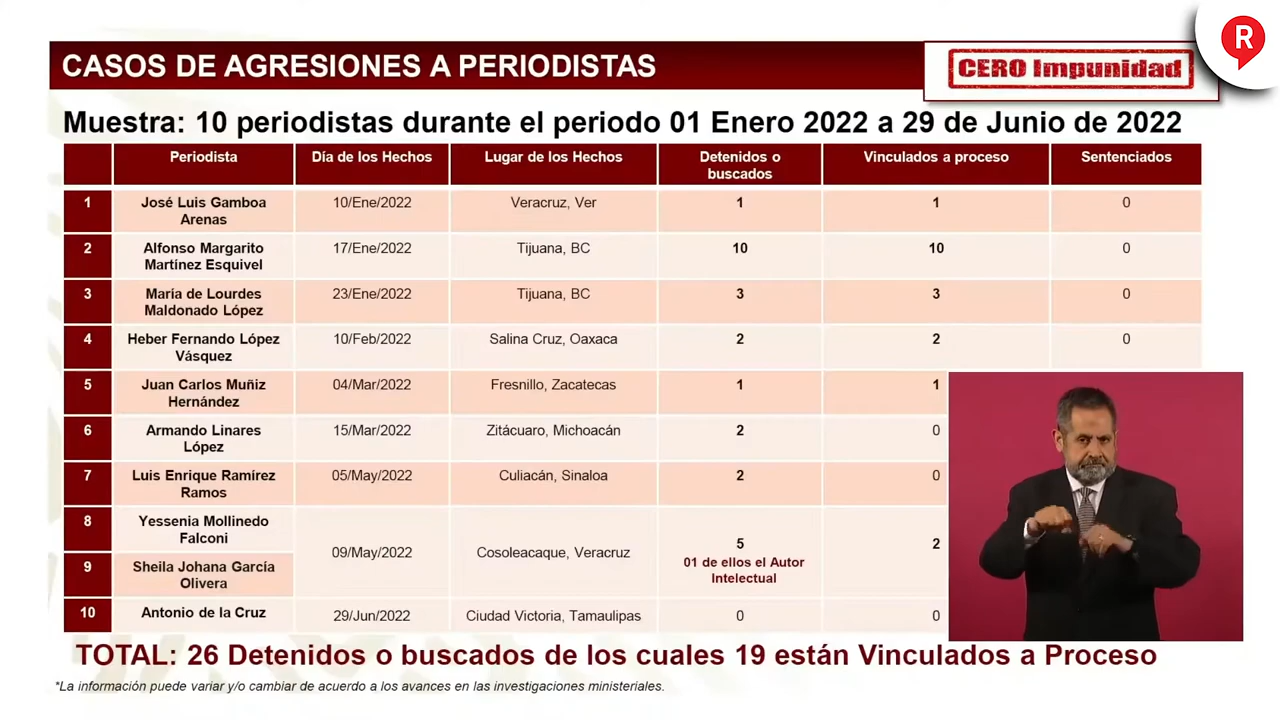 R
CASOS DE AGRESIONES A PERIODISTAS
CERO Impunidad
Muestra: 10 periodistas durante el periodo 01 Enero 2022 a 29 de Junio de 2022
Periodista Día de los Hechos Lugar de los Hechos Detenidos o buscados Vinculados a proceso Sentenciados
1 José Luis Gamboa Arenas 10/Ene/2022 Veracruz, Ver 1 1 0
2 Alfonso Margarito Martínez Esquivel 17/Ene/2022 Tijuana, BC 10 10 0
3 María de Lourdes Maldonado López 23/Ene/2022 Tijuana, BC 3 3 0
4 Heber Fernando López Vásquez 10/Feb/2022 Salina Cruz, Oaxaca 2 2 0
5 Juan Carlos Muñiz Hernández 04/Mar/2022 Fresnillo, Zacatecas 1 1
6 Armando Linares López 15/Mar/2022 Zitácuaro, Michoacán 2 0
7 Luis Enrique Ramírez Ramos 05/May/2022 Culiacán, Sinaloa 2 0
8 Yessenia Mollinedo Falconi 09/May/2022 Cosoleacaque, Veracruz 5 2
01 de ellos el Autor Intelectual
9 Sheila Johana García Olivera
10 Antonio de la Cruz 29/Jun/2022 Ciudad Victoria, Tamaulipas 0 0
TOTAL: 26 Detenidos o buscados de los cuales 19 están Vinculados a Proceso
*La información puede variar y/o cambiar de acuerdo a los avances en las investigaciones ministeriales.